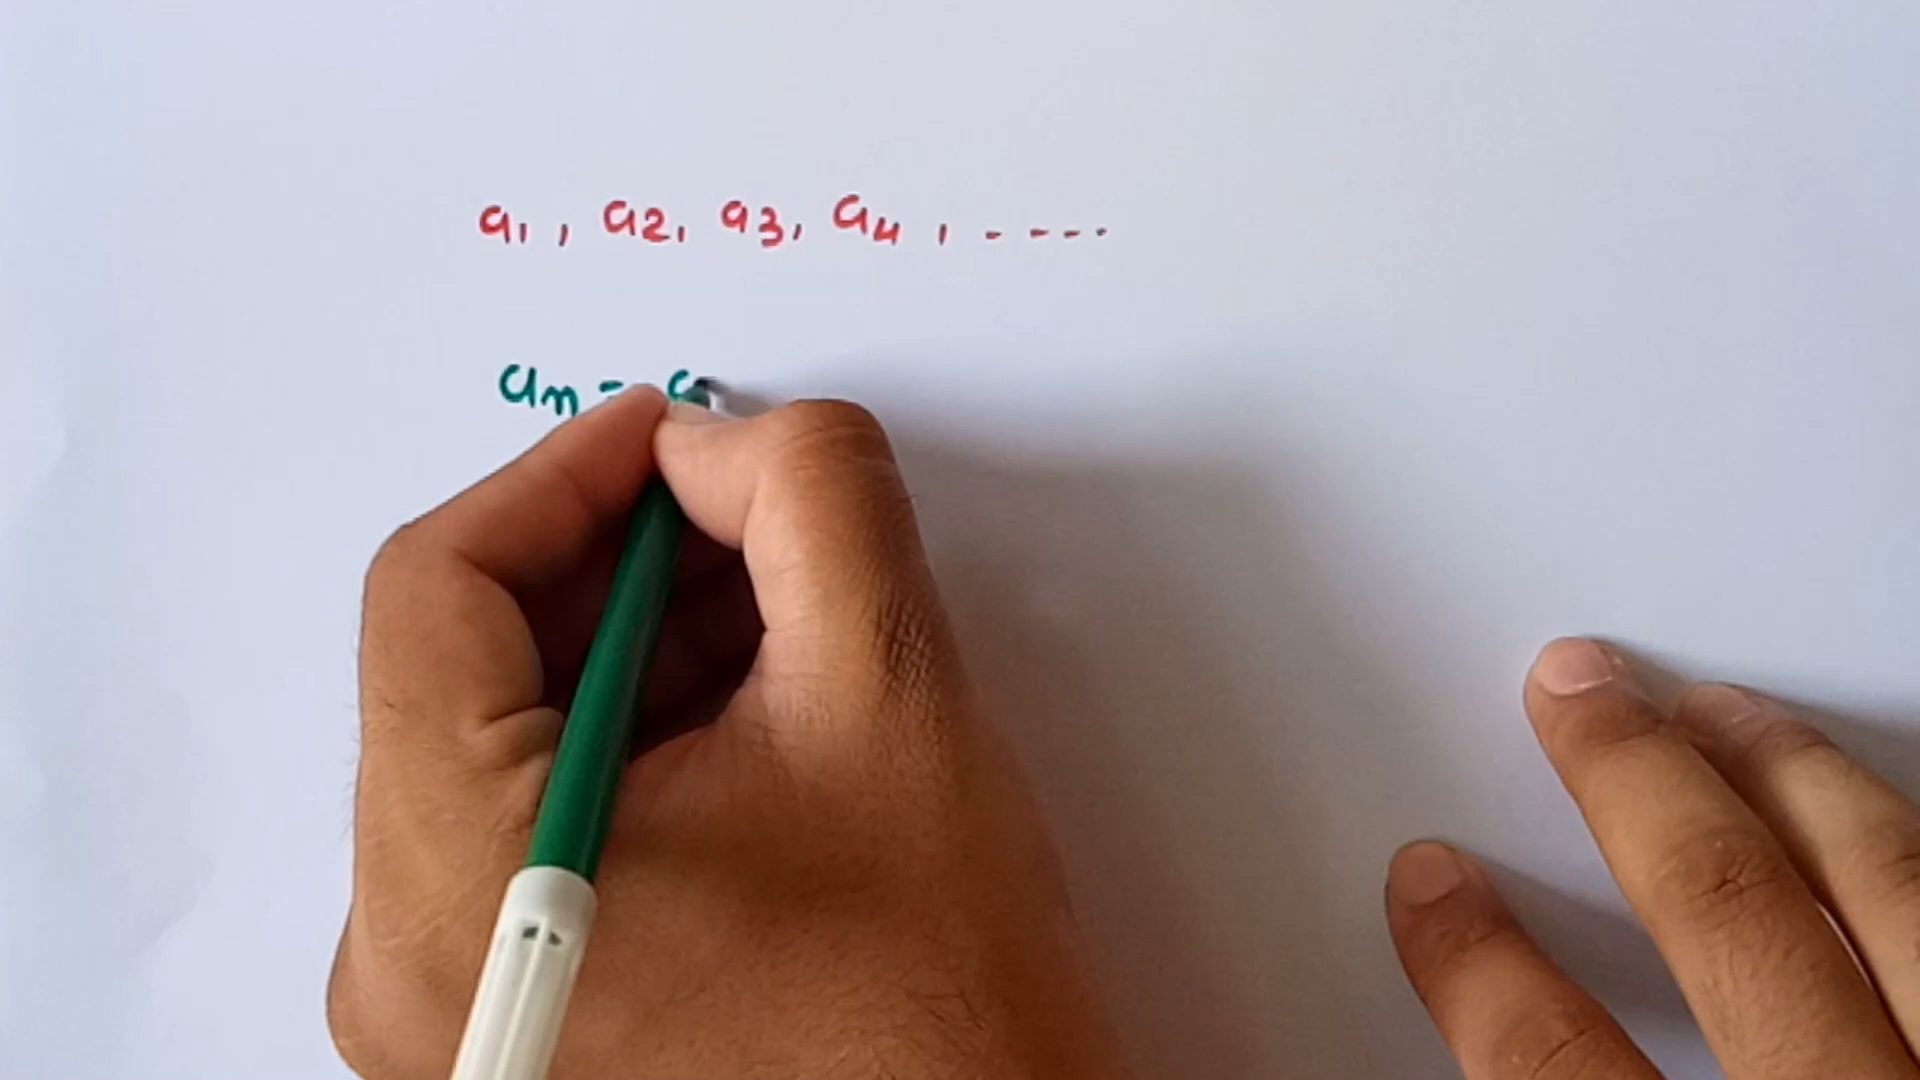 a1, a2, a3, a4, .----.
an = a